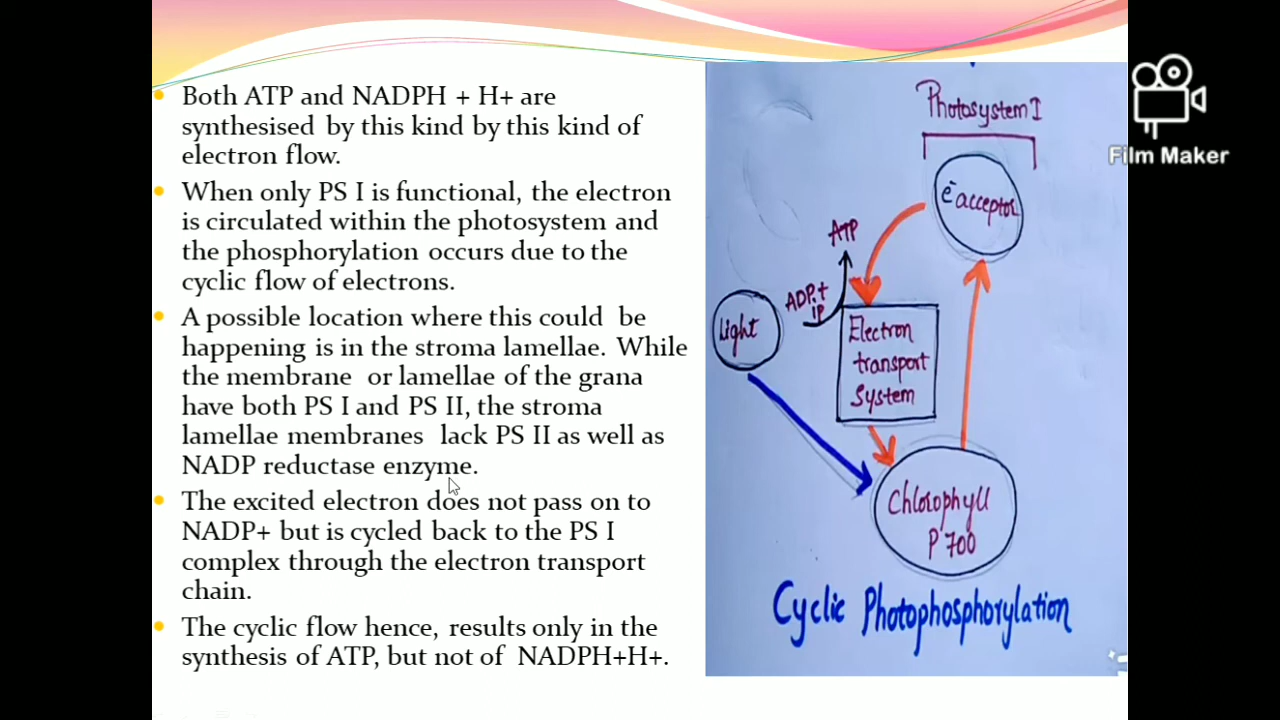 Both ATP and NADPH + H+ are
synthesised by this kind by this kind of
electron flow.
When only PS I is functional, the electron
is circulated within the photosystem and
the phosphorylation occurs due to the
cyclic flow of electrons.
A possible location where this could be
happening is in the stroma lamellae. While
the membrane or lamellae of the grana
have both PS I and PS II, the stroma
lamellae membranes lack PS II as well as
NADP reductase enzyme.
The excited electron does not pass on to
NADP+ but is cycled back to the PS I
complex through the electron transport
chain.
The cyclic flow hence, results only in the
synthesis of ATP, but not of NADPH+H+.
Photosystem I
e- acceptor
ATP
ADP+
iP
Light
Electron
transport
System
Chlorophyll
P 700
Cyclic Photophosphorylation
Film Maker